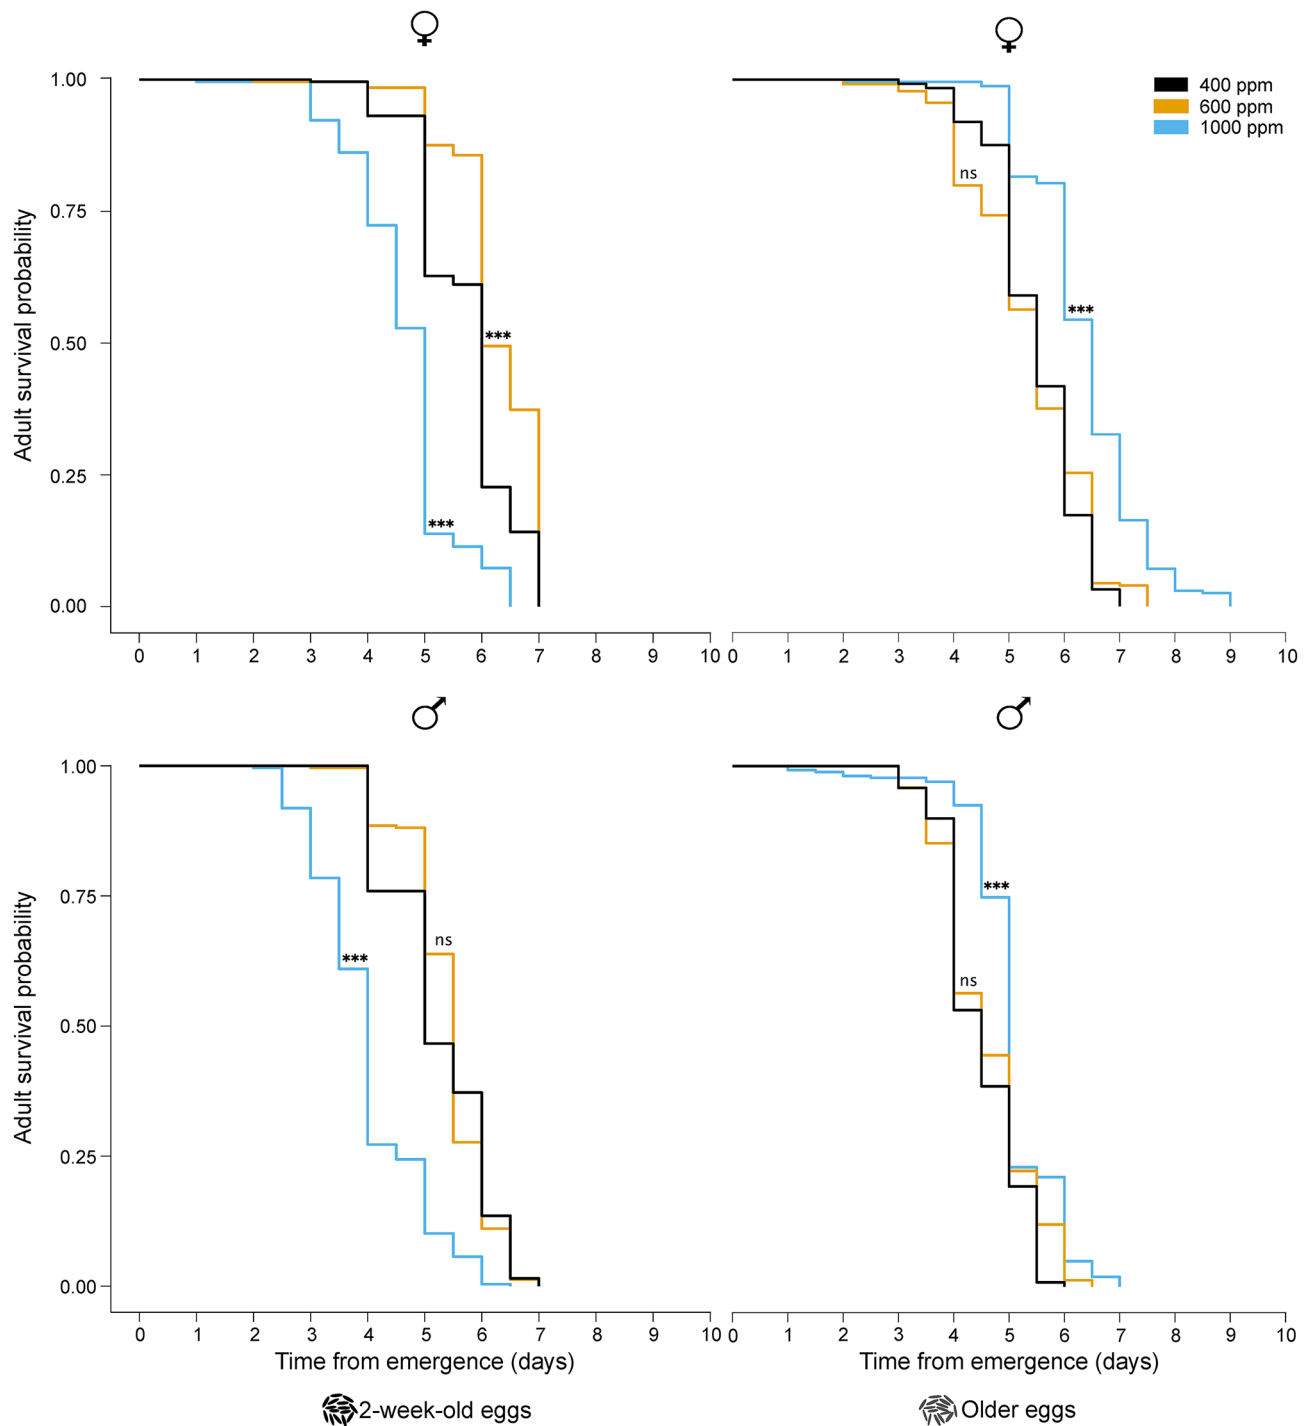 ♀ ♀
400 ppm
600 ppm
1000 ppm
Adult survival probability
1.00
0.75
0.50
0.25
0.00
ns
***
***
***
0 1 2 3 4 5 6 7 8 9 10
0 1 2 3 4 5 6 7 8 9 10
♂ ♂
Adult survival probability
1.00
0.75
0.50
0.25
0.00
***
ns
***
ns
0 1 2 3 4 5 6 7 8 9 10
0 1 2 3 4 5 6 7 8 9 10
Time from emergence (days) Time from emergence (days)
2-week-old eggs Older eggs